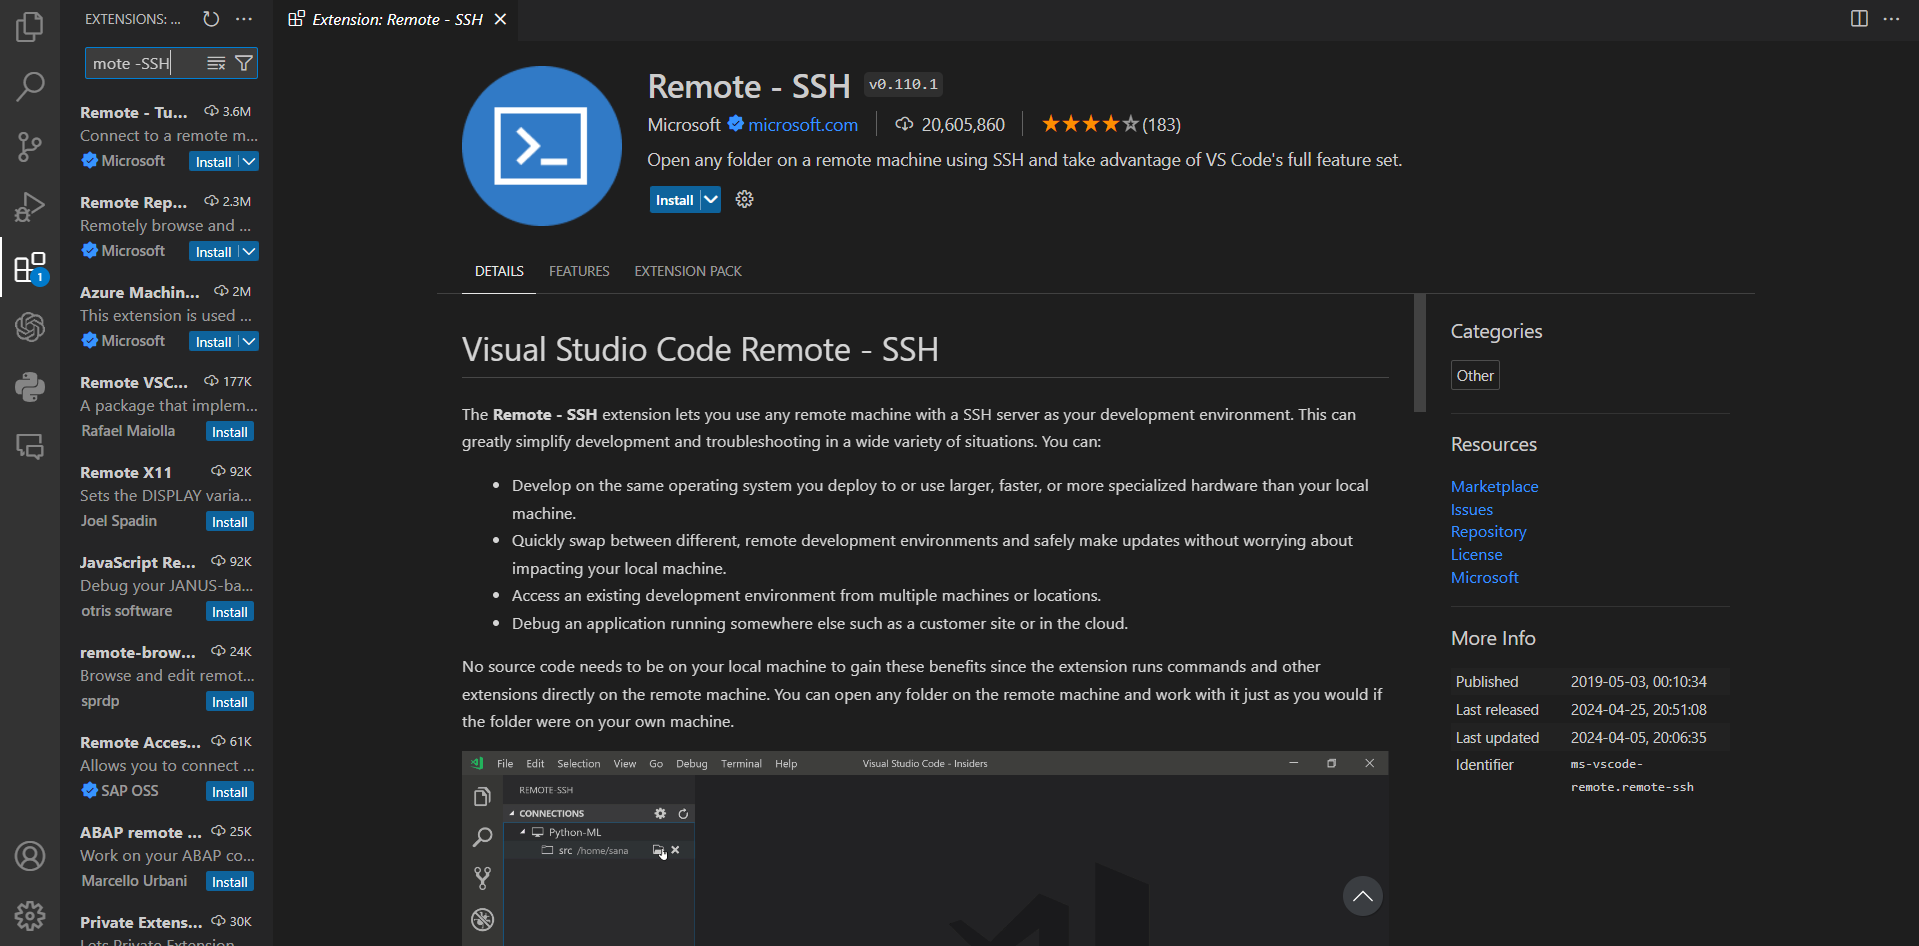 EXTENSIONS: ...
mote -SSH
Remote - Tu... 3.6M
Connect to a remote m...
Microsoft Install
Remote Rep... 2.3M
Remotely browse and ...
Microsoft Install
Azure Machin... 2M
This extension is used ...
Microsoft Install
Remote VSC... 177K
A package that implem...
Rafael Maiolla Install
Remote X11 92K
Sets the DISPLAY varia...
Joel Spadin Install
JavaScript Re... 92K
Debug your JANUS-ba...
otris software Install
remote-brow... 24K
Browse and edit remot...
sprdp Install
Remote Acces... 61K
Allows you to connect ...
SAP OSS Install
ABAP remote ... 25K
Work on your ABAP co...
Marcello Urbani Install
Private Extens... 30K
Lets Private Extension
1
Extension: Remote - SSH
Remote - SSH v0.110.1
Microsoft microsoft.com 20,605,860 (183)
Open any folder on a remote machine using SSH and take advantage of VS Code's full feature set.
Install
DETAILS FEATURES EXTENSION PACK
Visual Studio Code Remote - SSH
The Remote - SSH extension lets you use any remote machine with a SSH server as your development environment. This can
greatly simplify development and troubleshooting in a wide variety of situations. You can:
• Develop on the same operating system you deploy to or use larger, faster, or more specialized hardware than your local
machine.
• Quickly swap between different, remote development environments and safely make updates without worrying about
impacting your local machine.
• Access an existing development environment from multiple machines or locations.
• Debug an application running somewhere else such as a customer site or in the cloud.
No source code needs to be on your local machine to gain these benefits since the extension runs commands and other
extensions directly on the remote machine. You can open any folder on the remote machine and work with it just as you would if
the folder were on your own machine.
File Edit Selection View Go Debug Terminal Help Visual Studio Code - Insiders
REMOTE-SSH
CONNECTIONS
Python-ML
src /home/sana
Categories
Other
Resources
Marketplace
Issues
Repository
License
Microsoft
More Info
Published 2019-05-03, 00:10:34
Last released 2024-04-25, 20:51:08
Last updated 2024-04-05, 20:06:35
Identifier ms-vscode-
remote.remote-ssh